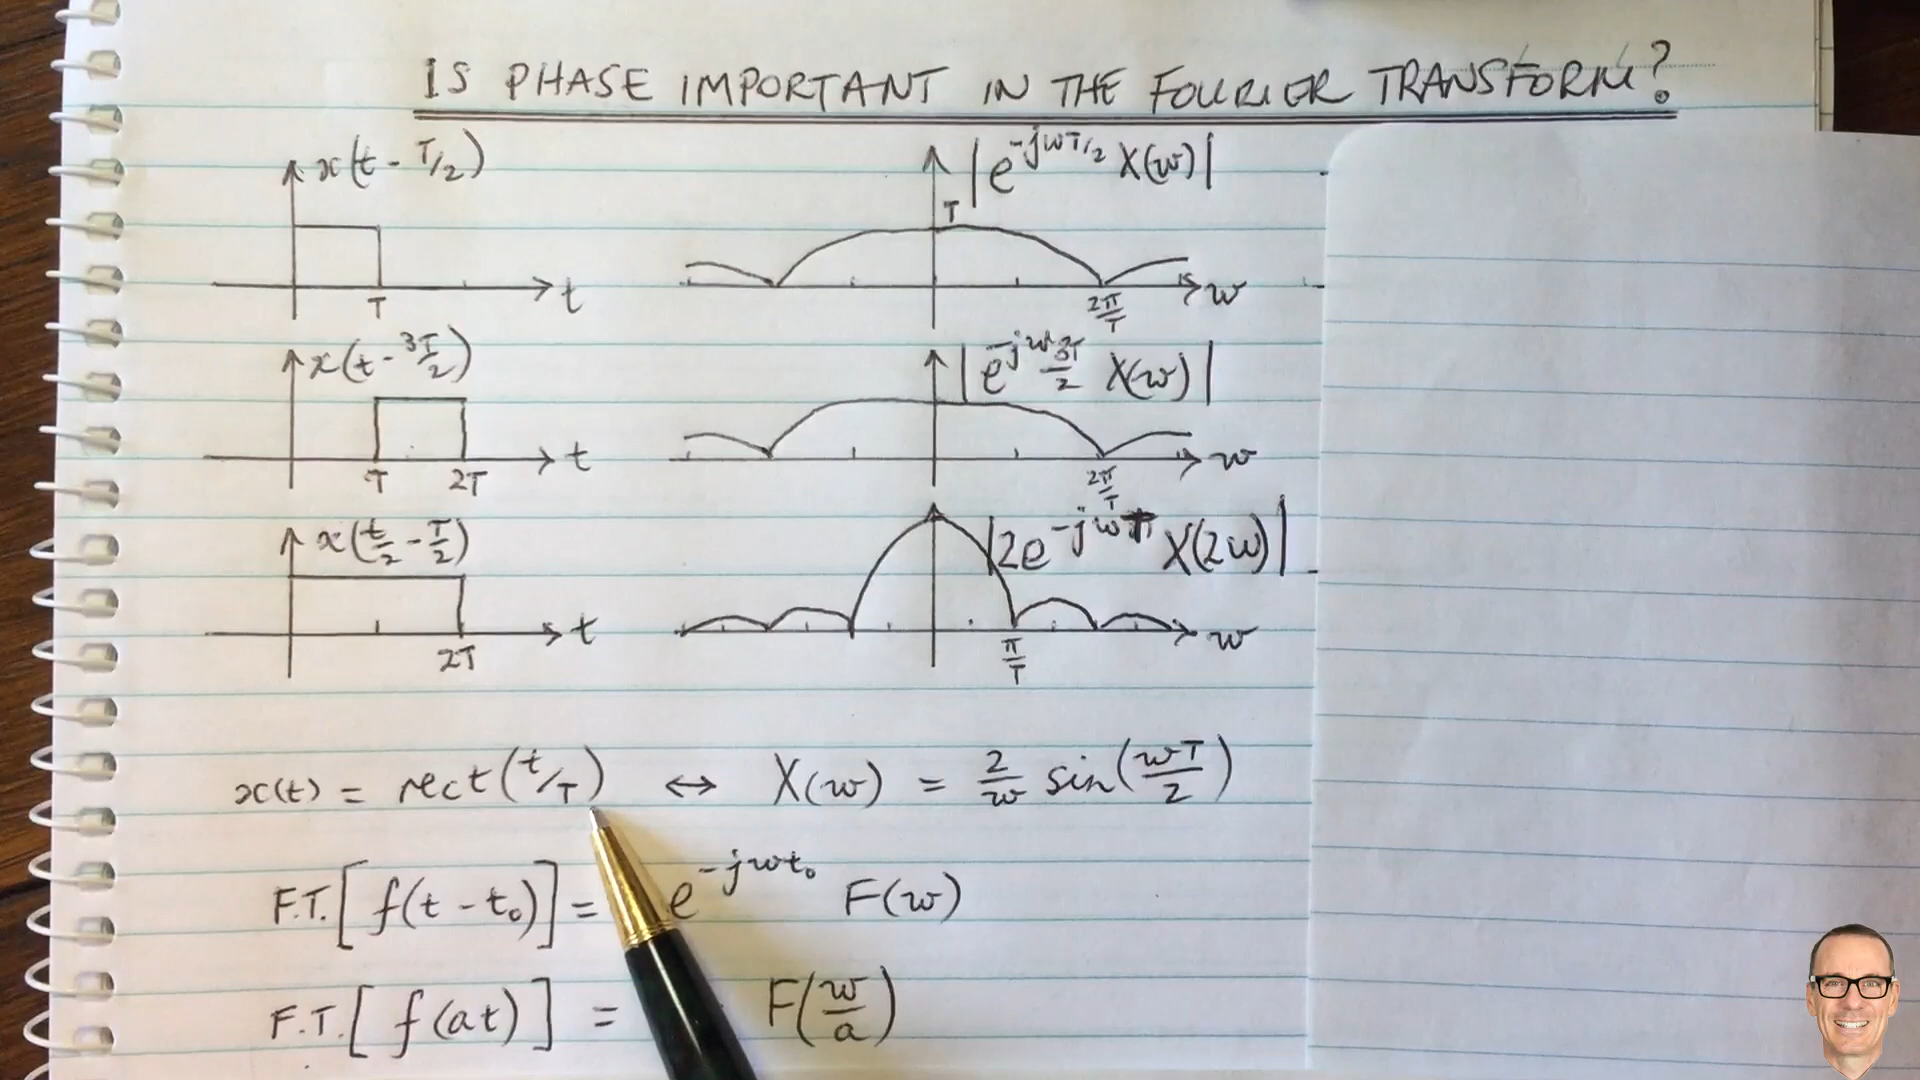 IS PHASE IMPORTANT IN THE FOURIER TRANSFORM?
x(t - T/2)
|e^{-jωT/2} X(ω)|
T
T
t
2π/T
ω
x(t - 3T/2)
|e^{-jω3T/2} X(ω)|
T
2T
t
2π/T
ω
x(t/2 - T/2)
|2e^{-jωT} X(2ω)|
2T
t
π/T
ω
x(t) = rect(t/T) ↔ X(ω) = 2/ω sin(ωT/2)
F.T.[f(t - t₀)] = e^{-jωt₀} F(ω)
F.T.[f(at)] = F(ω/a)